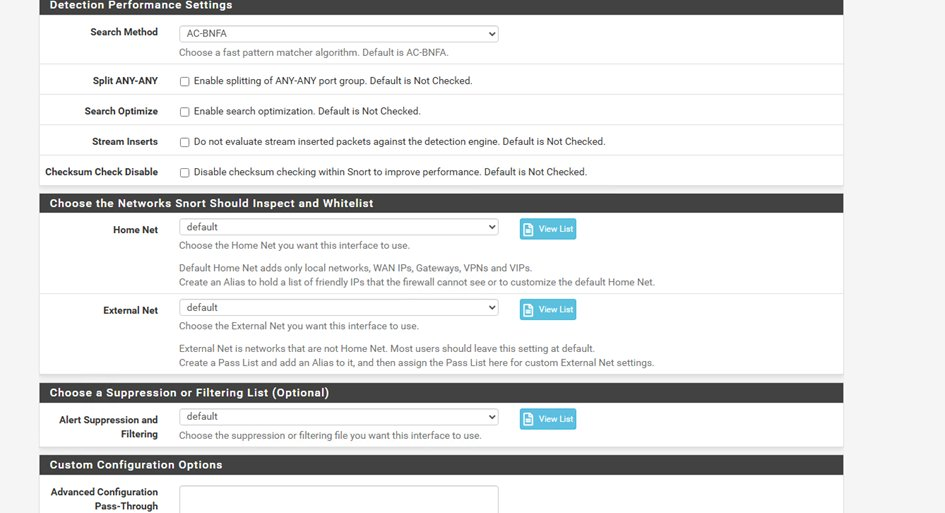 Detection Performance Settings
Search Method
AC-BNFA
Choose a fast pattern matcher algorithm. Default is AC-BNFA.
Split ANY-ANY
Enable splitting of ANY-ANY port group. Default is Not Checked.
Search Optimize
Enable search optimization. Default is Not Checked.
Stream Inserts
Do not evaluate stream inserted packets against the detection engine. Default is Not Checked.
Checksum Check Disable
Disable checksum checking within Snort to improve performance. Default is Not Checked.
Choose the Networks Snort Should Inspect and Whitelist
Home Net
default
View List
Choose the Home Net you want this interface to use.
Default Home Net adds only local networks, WAN IPs, Gateways, VPNs and VIPs.
Create an Alias to hold a list of friendly IPs that the firewall cannot see or to customize the default Home Net.
External Net
default
View List
Choose the External Net you want this interface to use.
External Net is networks that are not Home Net. Most users should leave this setting at default.
Create a Pass List and add an Alias to it, and then assign the Pass List here for custom External Net settings.
Choose a Suppression or Filtering List (Optional)
Alert Suppression and
Filtering
default
View List
Choose the suppression or filtering file you want this interface to use.
Custom Configuration Options
Advanced Configuration
Pass-Through